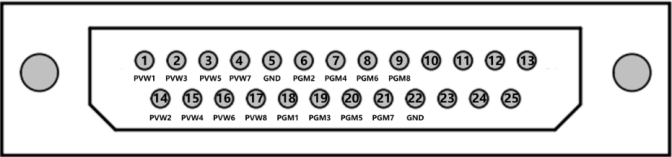 1 2 3 4 5 6 7 8 9 10 11 12 13
PVW1 PVW3 PVW5 PVW7 GND PGM2 PGM4 PGM6 PGM8
14 15 16 17 18 19 20 21 22 23 24 25
PVW2 PVW4 PVW6 PVW8 PGM1 PGM3 PGM5 PGM7 GND